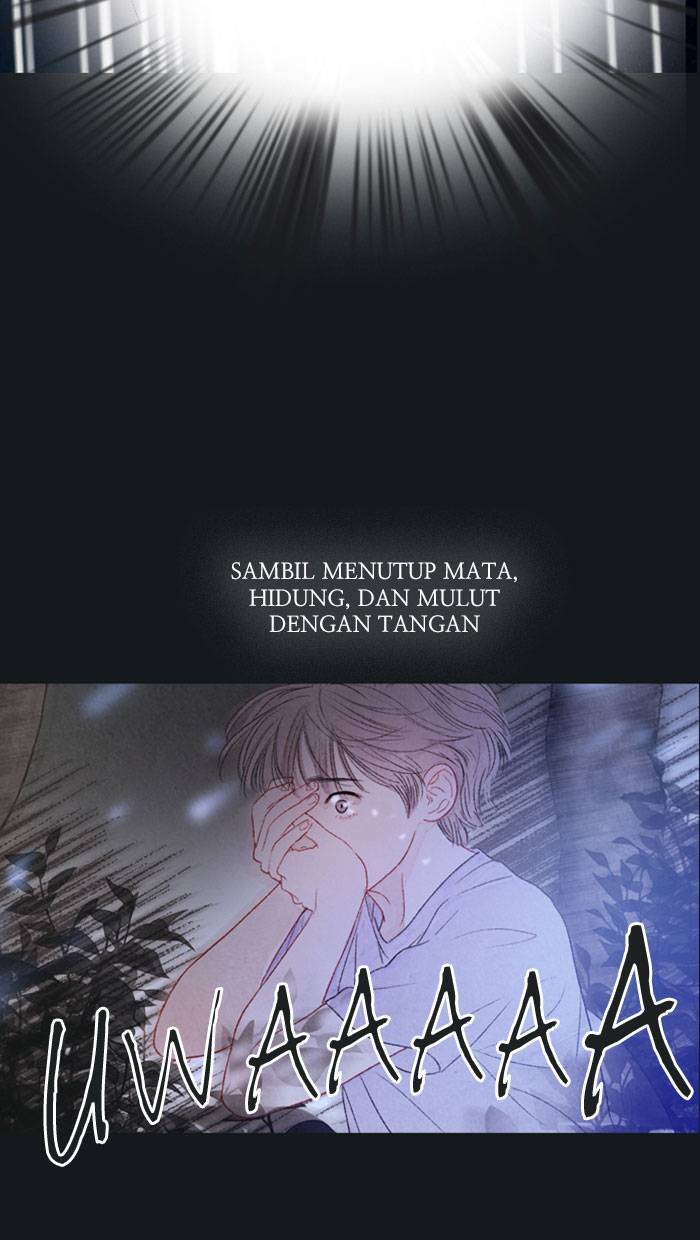 SAMBIL MENUTUP MATA,
HIDUNG, DAN MULUT
DENGAN TANGAN
UWAAAAAA